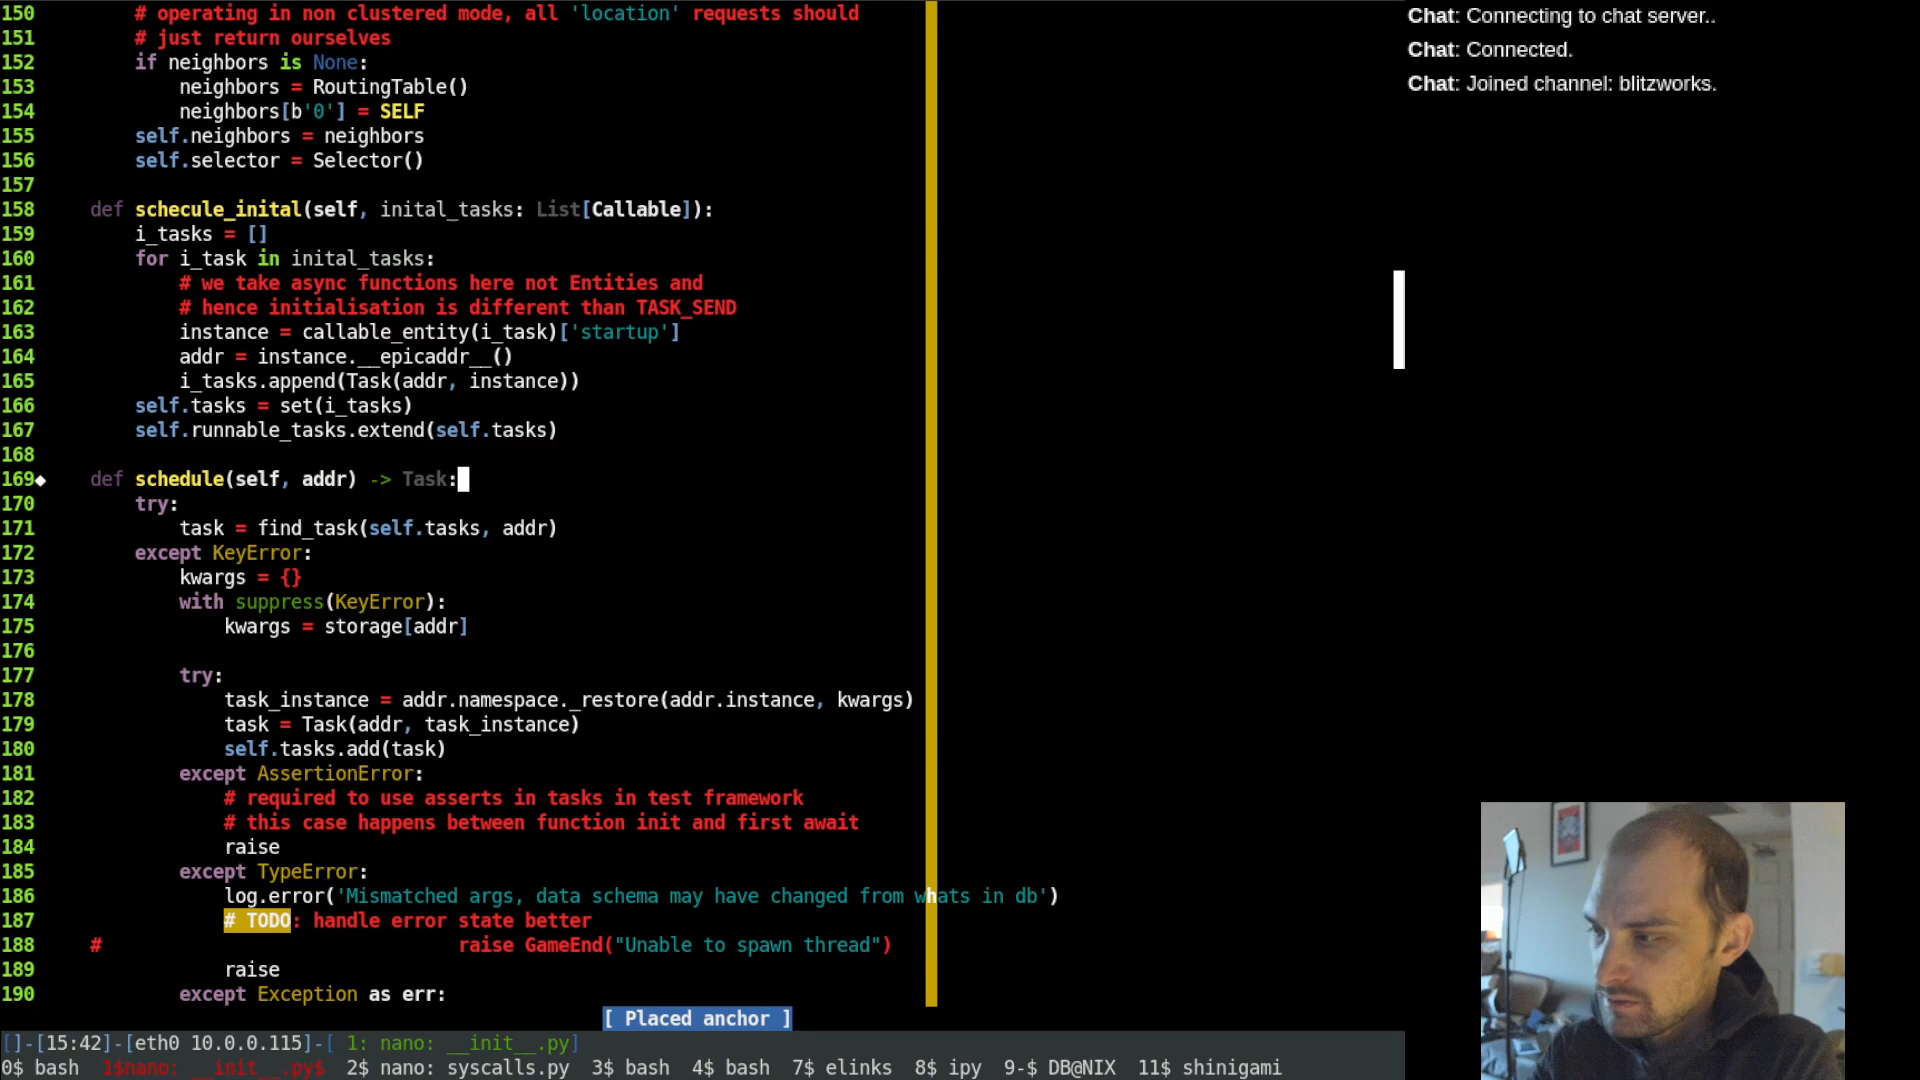 150         # operating in non clustered mode, all 'location' requests should
151         # just return ourselves
152         if neighbors is None:
153             neighbors = RoutingTable()
154             neighbors[b'0'] = SELF
155         self.neighbors = neighbors
156         self.selector = Selector()
157
158     def schecule_inital(self, inital_tasks: List[Callable]):
159         i_tasks = []
160         for i_task in inital_tasks:
161             # we take async functions here not Entities and
162             # hence initialisation is different than TASK_SEND
163             instance = callable_entity(i_task)['startup']
164             addr = instance.__epicaddr__()
165             i_tasks.append(Task(addr, instance))
166         self.tasks = set(i_tasks)
167         self.runnable_tasks.extend(self.tasks)
168
169◆    def schedule(self, addr) -> Task:
170         try:
171             task = find_task(self.tasks, addr)
172         except KeyError:
173             kwargs = {}
174             with suppress(KeyError):
175                 kwargs = storage[addr]
176
177             try:
178                 task_instance = addr.namespace._restore(addr.instance, kwargs)
179                 task = Task(addr, task_instance)
180                 self.tasks.add(task)
181             except AssertionError:
182                 # required to use asserts in tasks in test framework
183                 # this case happens between function init and first await
184                 raise
185             except TypeError:
186                 log.error('Mismatched args, data schema may have changed from whats in db')
187                 # TODO: handle error state better
188     #                                raise GameEnd("Unable to spawn thread")
189                 raise
190             except Exception as err:
[ Placed anchor ]
[]-[15:42]-[eth0 10.0.0.115]-[ 1: nano: __init__.py]
0$ bash  1$nano: __init__.py$  2$ nano: syscalls.py  3$ bash  4$ bash  7$ elinks  8$ ipy  9-$ DB@NIX  11$ shinigami
Chat: Connecting to chat server..
Chat: Connected.
Chat: Joined channel: blitzworks.